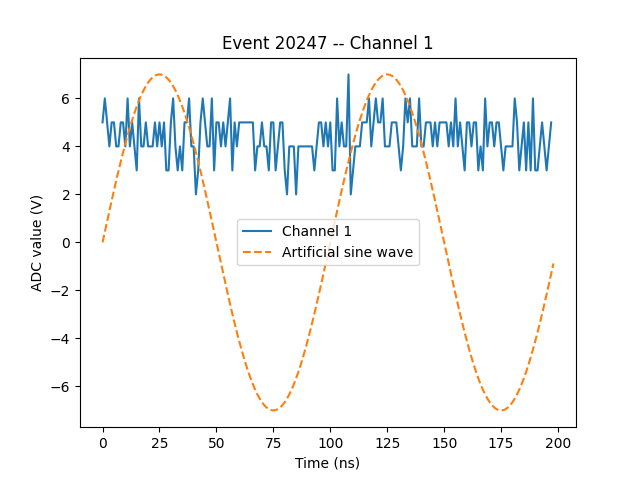 Event 20247 -- Channel 1
ADC value (V)
6
4
2
0
−2
−4
−6
Channel 1
Artificial sine wave
0 25 50 75 100 125 150 175 200
Time (ns)